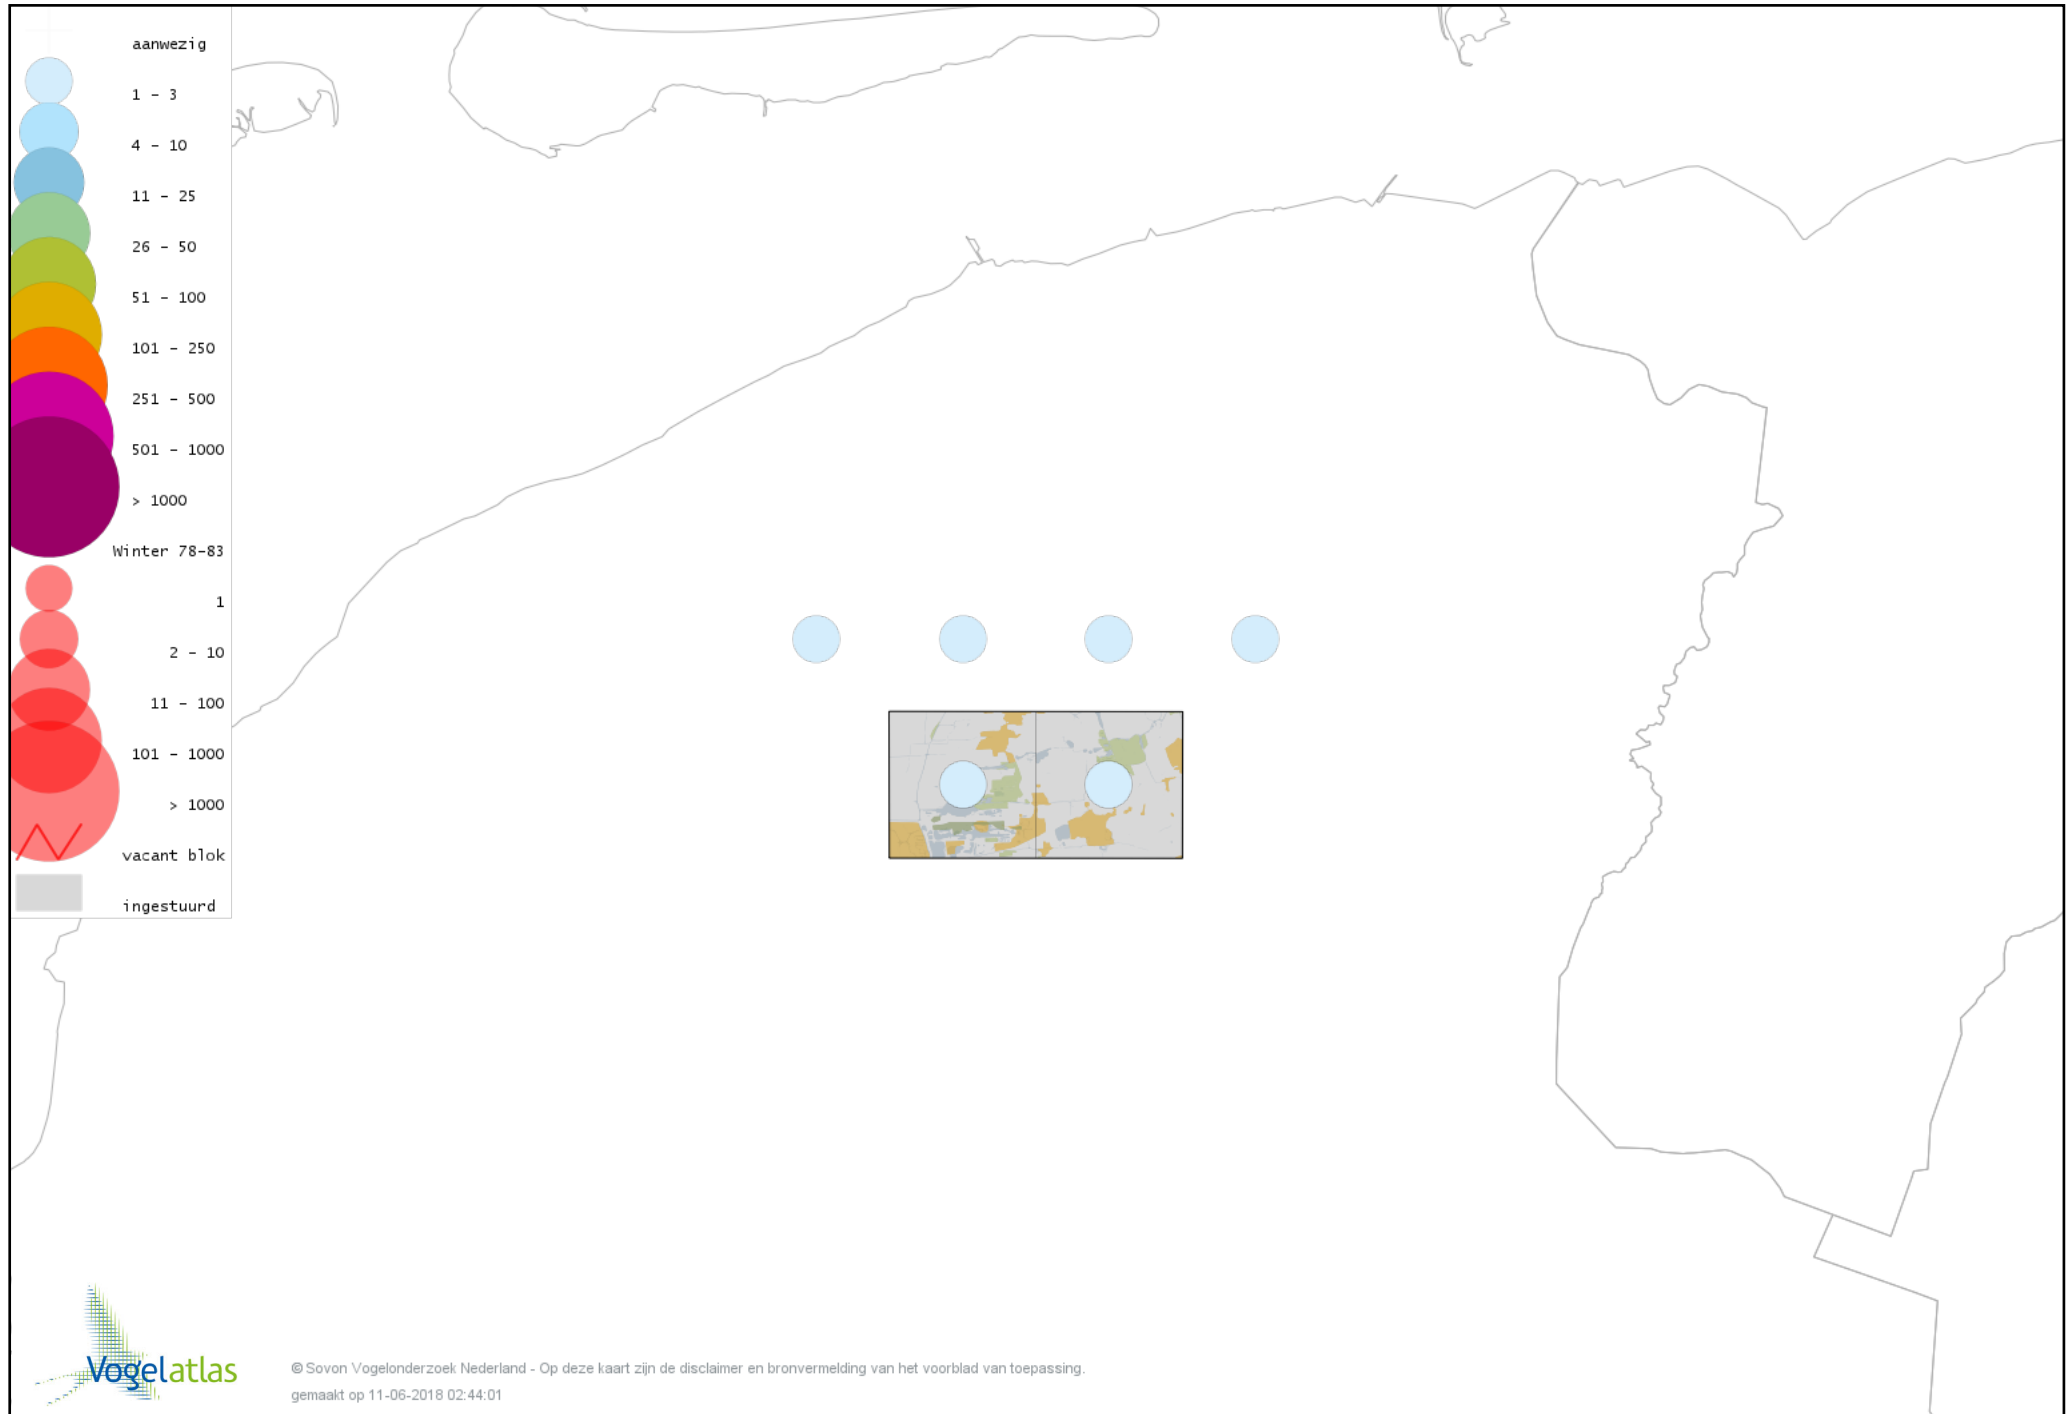 aanwezig
1 - 3
4 - 10
11 - 25
26 - 50
51 - 100
101 - 250
251 - 500
501 - 1000
> 1000
Winter 78-83
1
2 - 10
11 - 100
101 - 1000
> 1000
vacant blok
ingestuurd
Vogelatlas
© Sovon Vogelonderzoek Nederland - Op deze kaart zijn de disclaimer en bronvermelding van het voorblad van toepassing.
gemaakt op 11-06-2018 02:44:01